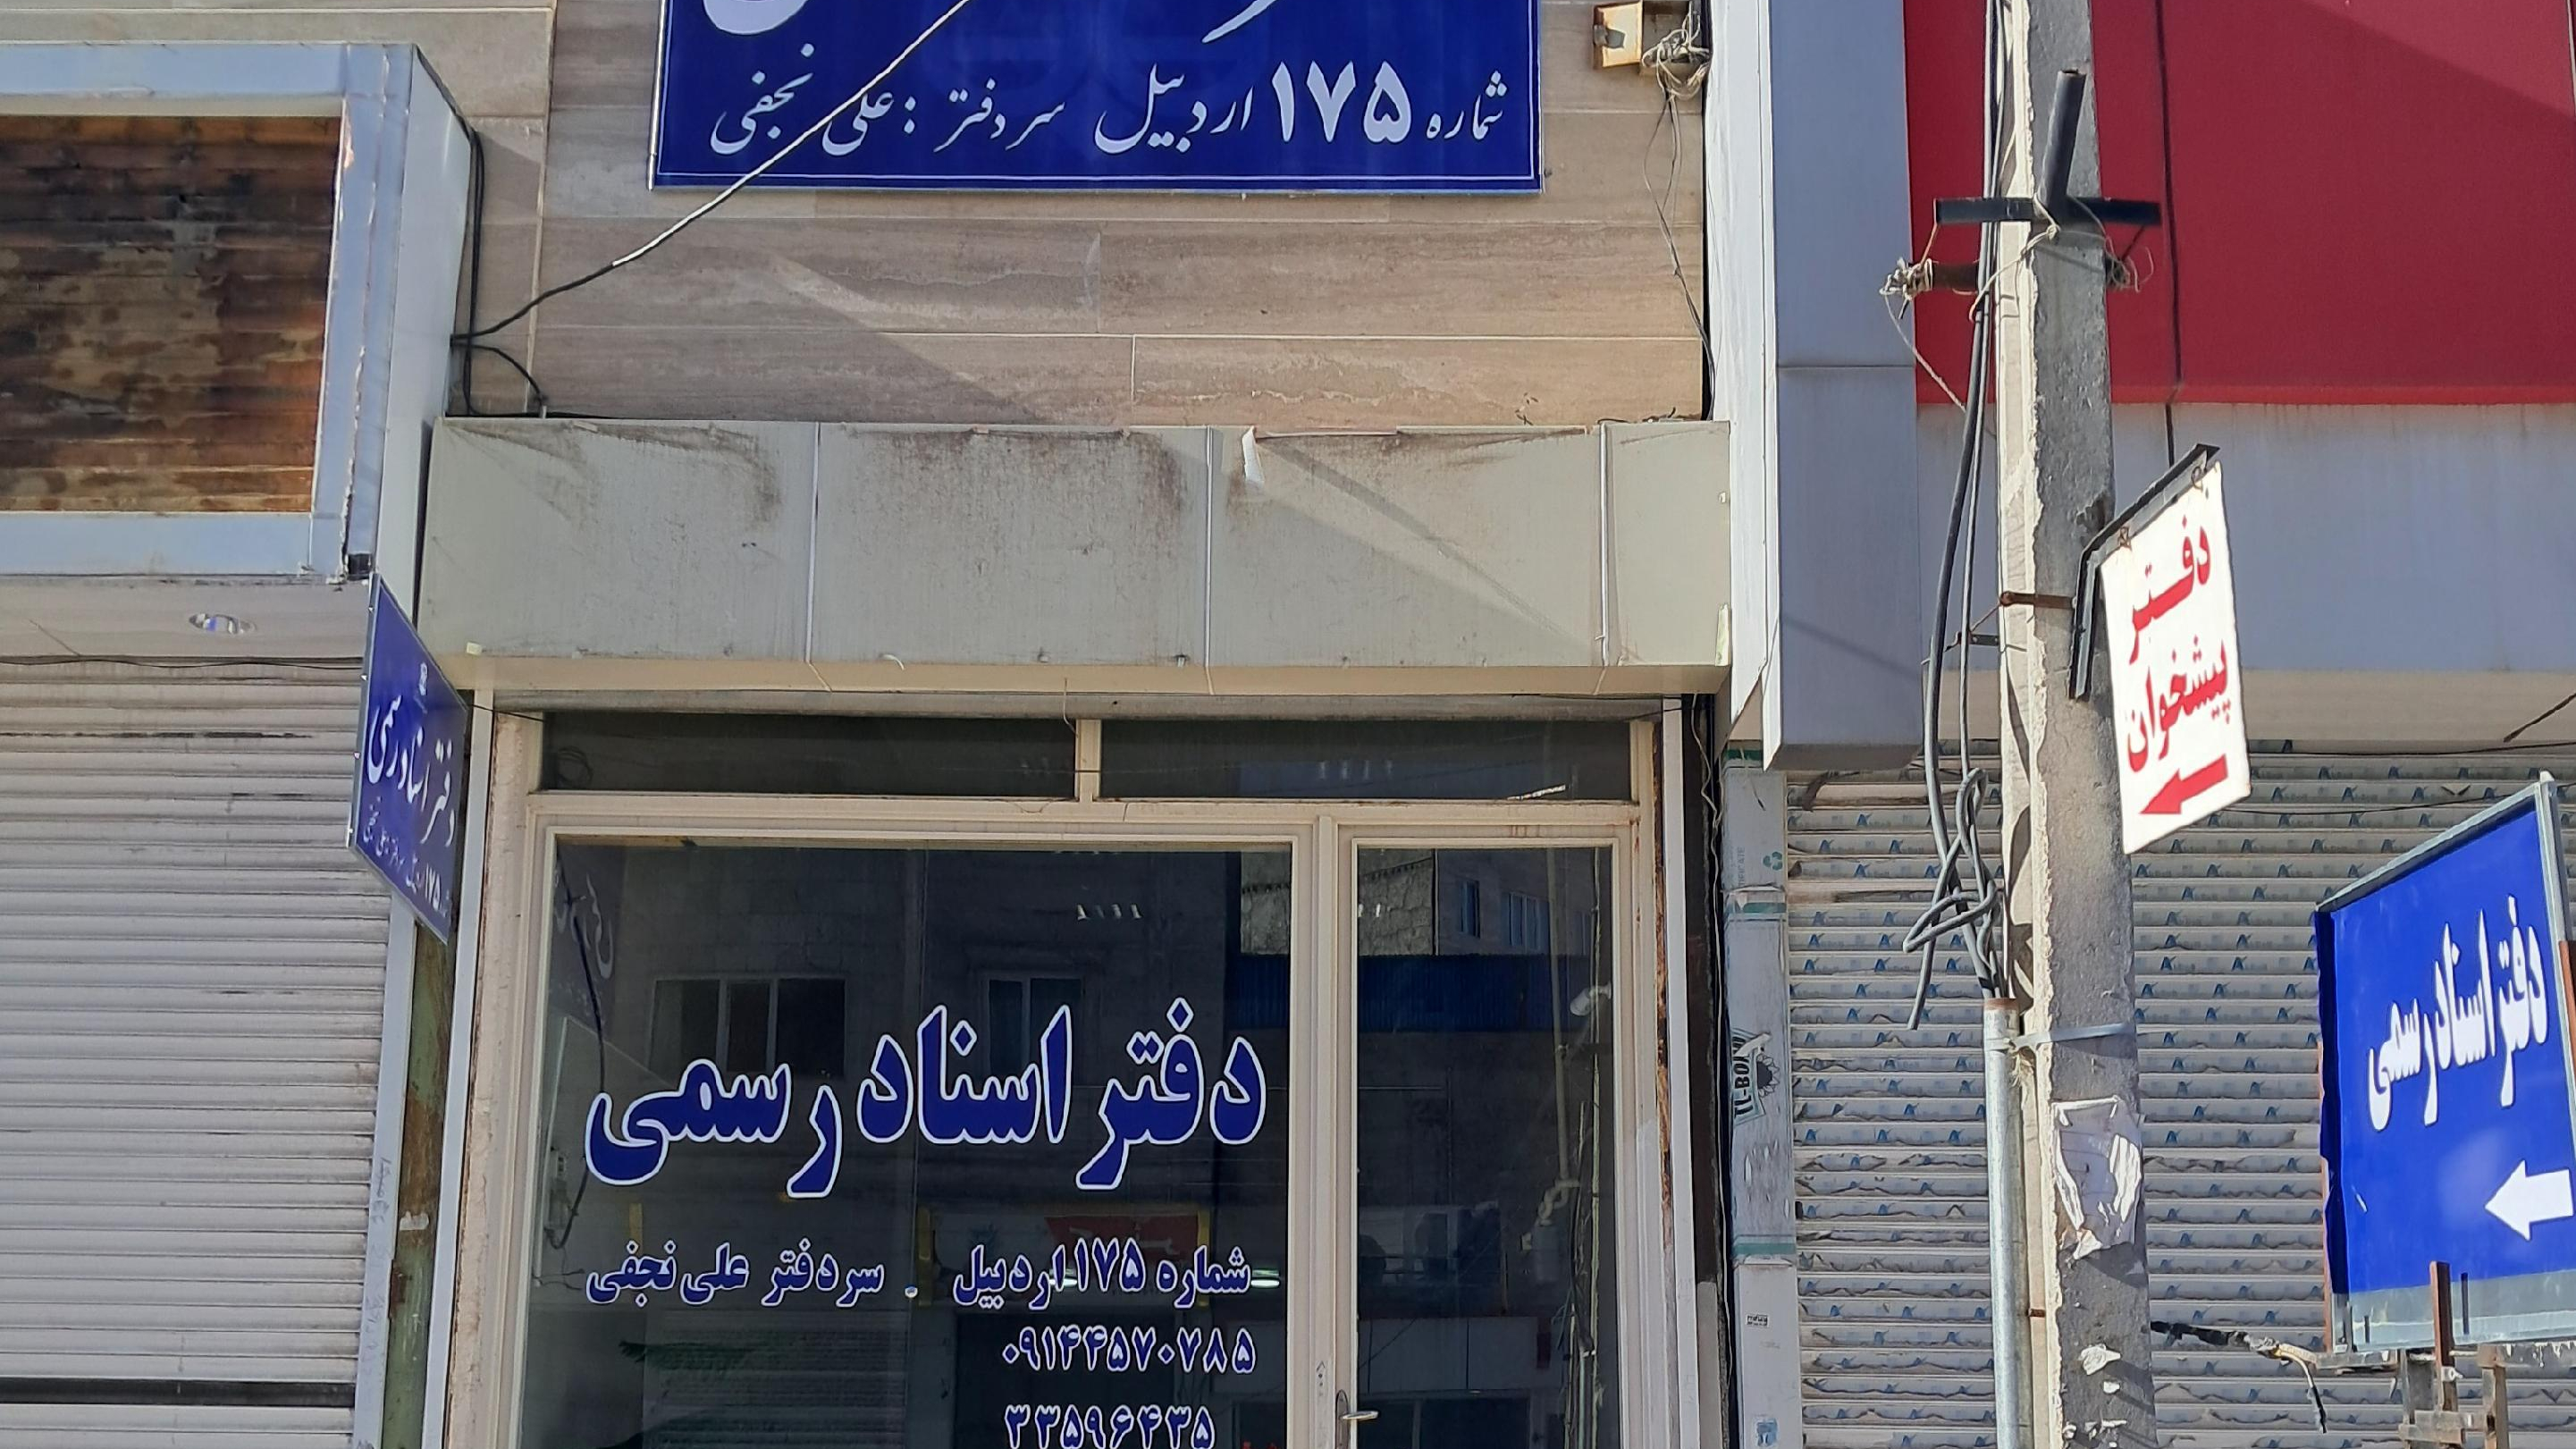 شماره ۱۷۵ اردبیل سردفتر : علی نجفی
دفتر
پیشخوان
دفتر اسناد رسمی
دفتر اسناد رسمی
دفتر اسناد رسمی
شماره ۱۷۵ اردبیل . سردفتر علی نجفی
۰۹۱۴۴۵۷۰۷۸۵
۳۳۵۹۶۴۳۵